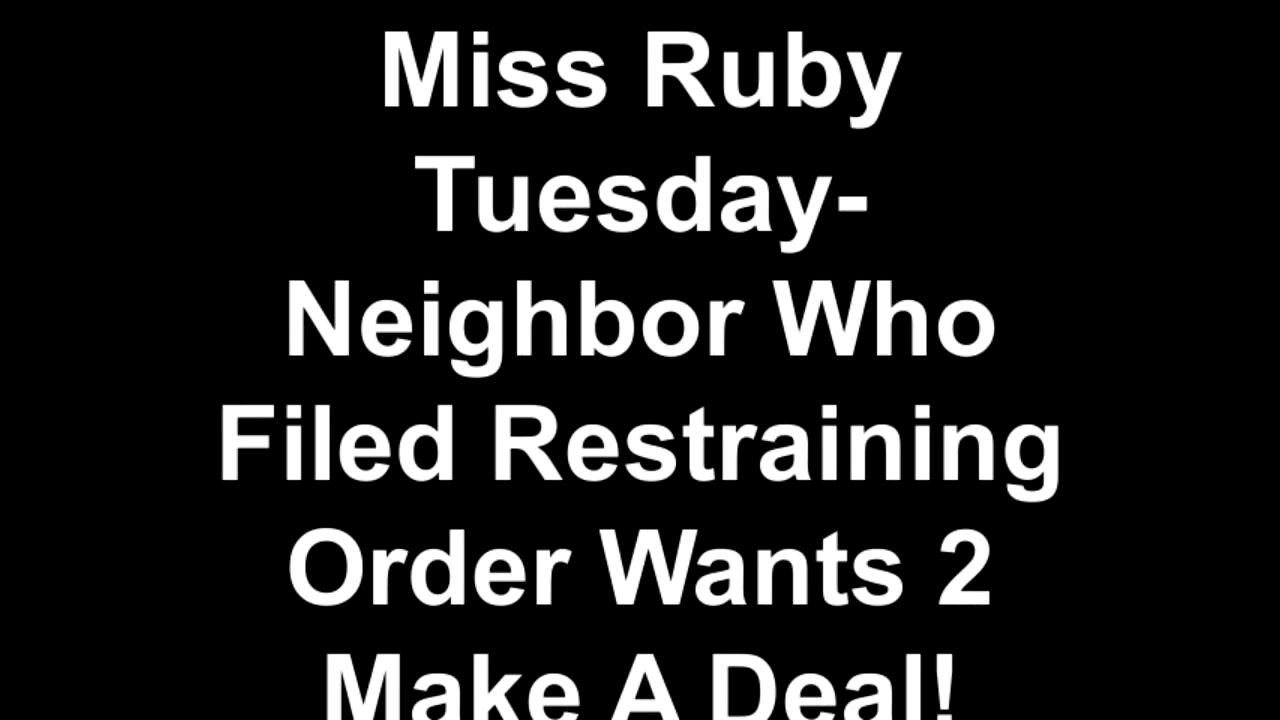 Miss Ruby
Tuesday-
Neighbor Who
Filed Restraining
Order Wants 2
Make A Deal!